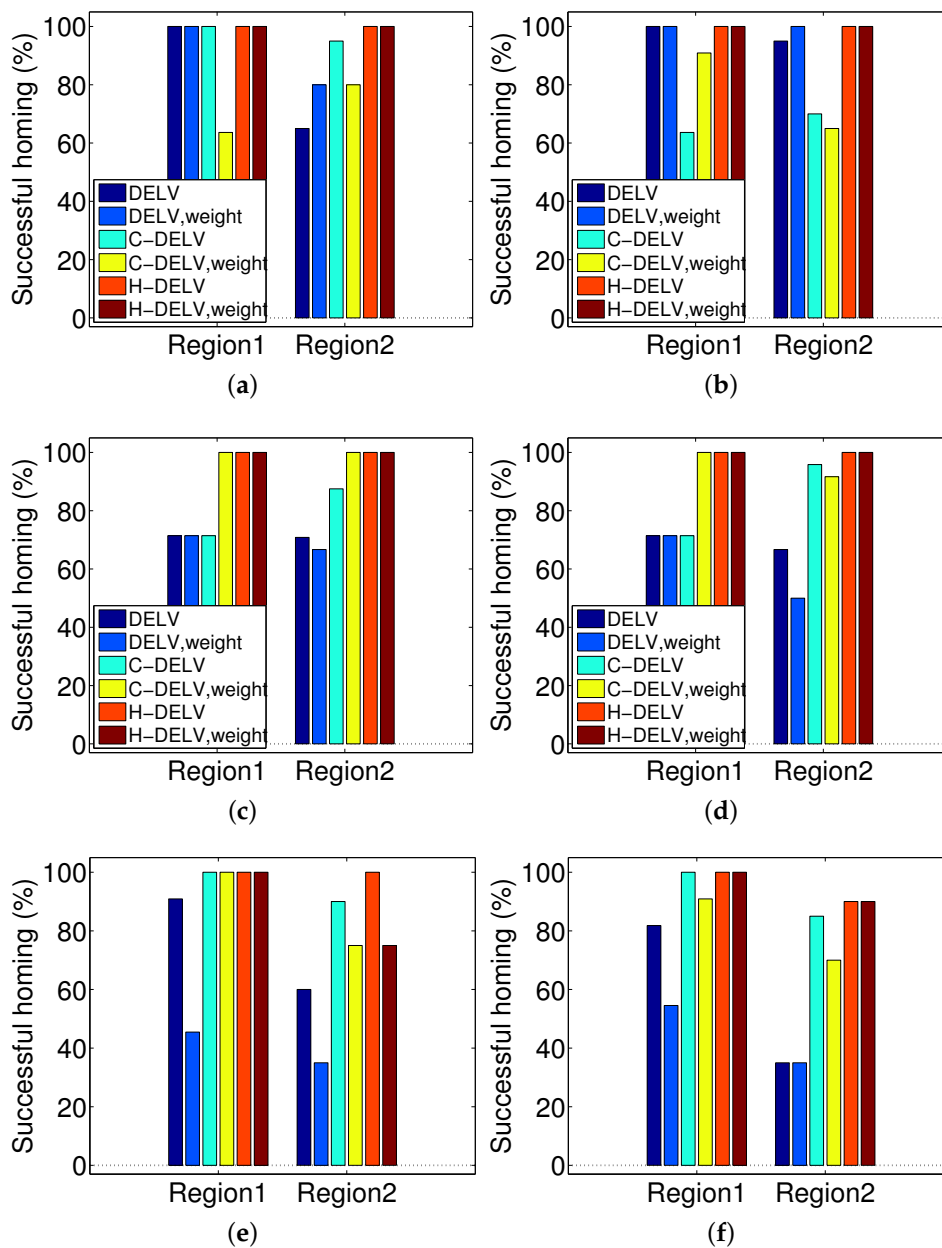 Successful homing (%)
100
80
60
40
20
0
DELV
DELV,weight
C−DELV
C−DELV,weight
H−DELV
H−DELV,weight
Region1 Region2
(a)
Successful homing (%)
100
80
60
40
20
0
DELV
DELV,weight
C−DELV
C−DELV,weight
H−DELV
H−DELV,weight
Region1 Region2
(b)
Successful homing (%)
100
80
60
40
20
0
DELV
DELV,weight
C−DELV
C−DELV,weight
H−DELV
H−DELV,weight
Region1 Region2
(c)
Successful homing (%)
100
80
60
40
20
0
DELV
DELV,weight
C−DELV
C−DELV,weight
H−DELV
H−DELV,weight
Region1 Region2
(d)
Successful homing (%)
100
80
60
40
20
0
Region1 Region2
(e)
Successful homing (%)
100
80
60
40
20
0
Region1 Region2
(f)